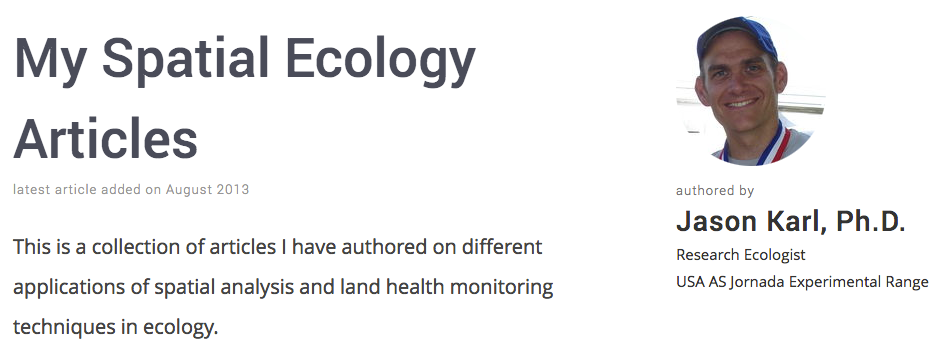 My Spatial Ecology
Articles
latest article added on August 2013
This is a collection of articles I have authored on different
applications of spatial analysis and land health monitoring
techniques in ecology.
authored by
Jason Karl, Ph.D.
Research Ecologist
USA AS Jornada Experimental Range